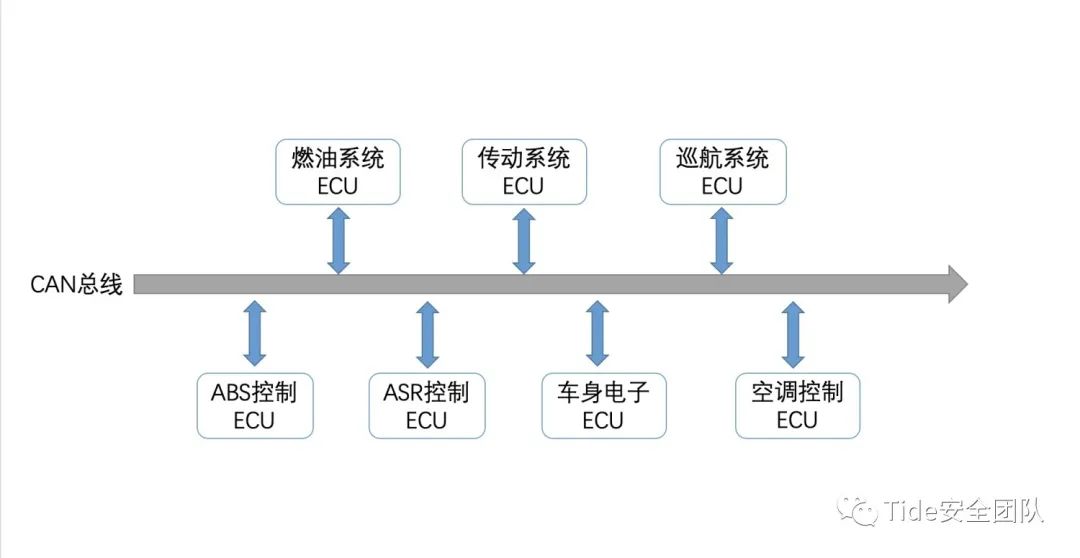 燃油系统
ECU
传动系统
ECU
巡航系统
ECU
CAN总线
ABS控制
ECU
ASR控制
ECU
车身电子
ECU
空调控制
ECU
Tide安全团队